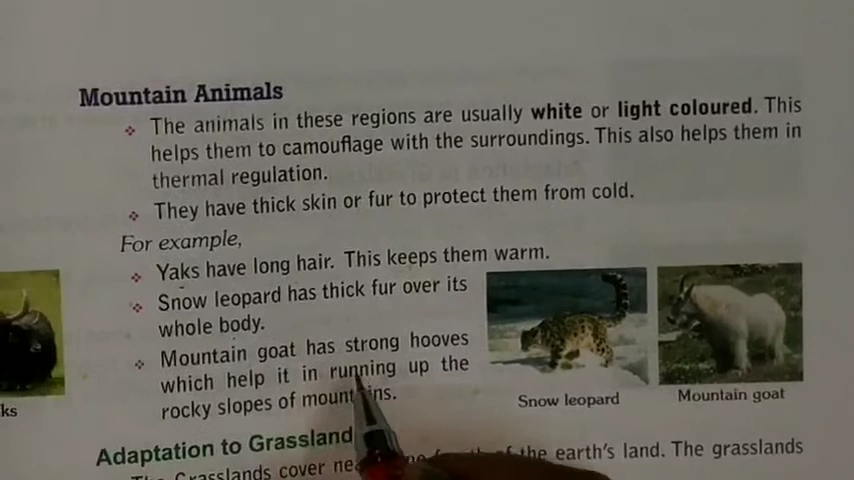 Mountain Animals
The animals in these regions are usually white or light coloured. This
helps them to camouflage with the surroundings. This also helps them in
thermal regulation.
They have thick skin or fur to protect them from cold.
For example,
Yaks have long hair. This keeps them warm.
Snow leopard has thick fur over its
whole body.
Mountain goat has strong hooves
which help it in running up the
rocky slopes of mountains.
ks
Snow leopard
Mountain goat
Adaptation to Grassland
Grasslands cover of the earth's land. The grasslands